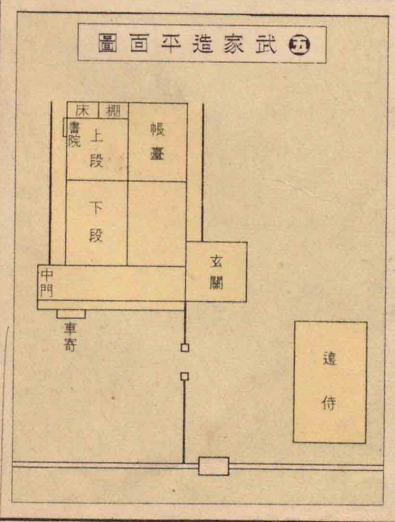 圖面平造家武五
床
棚
書院
上段
帳臺
下段
玄關
中門
車寄
遠侍